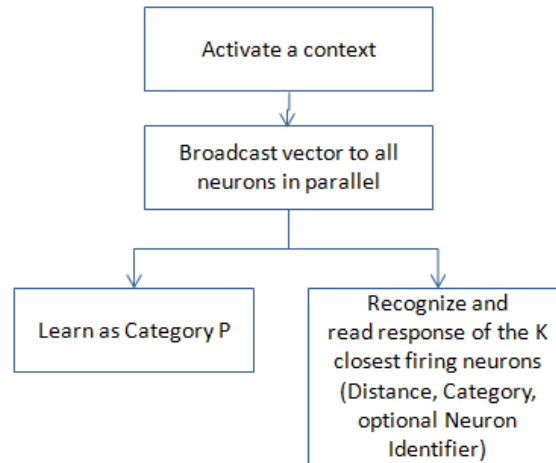 Activate a context
Broadcast vector to all
neurons in parallel
Learn as Category P
Recognize and
read response of the K
closest firing neurons
(Distance, Category,
optional Neuron
Identifier)